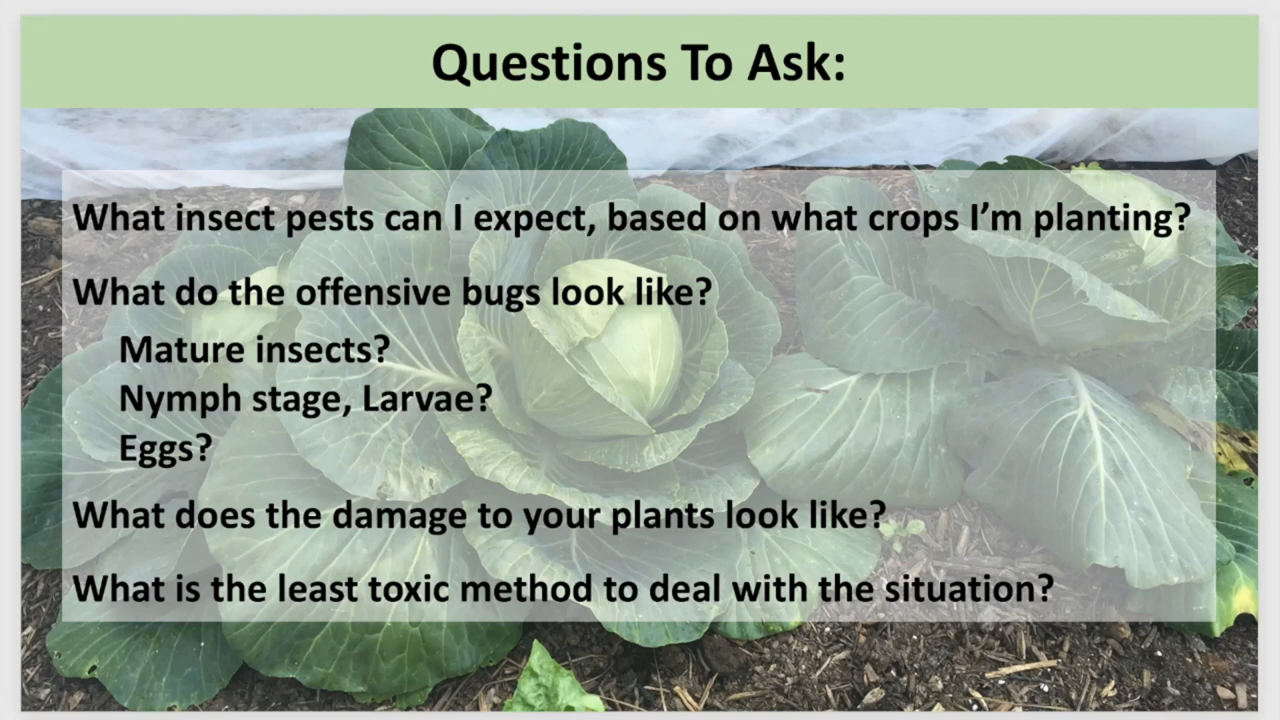 Questions To Ask:
What insect pests can I expect, based on what crops I’m planting?
What do the offensive bugs look like?
Mature insects?
Nymph stage, Larvae?
Eggs?
What does the damage to your plants look like?
What is the least toxic method to deal with the situation?